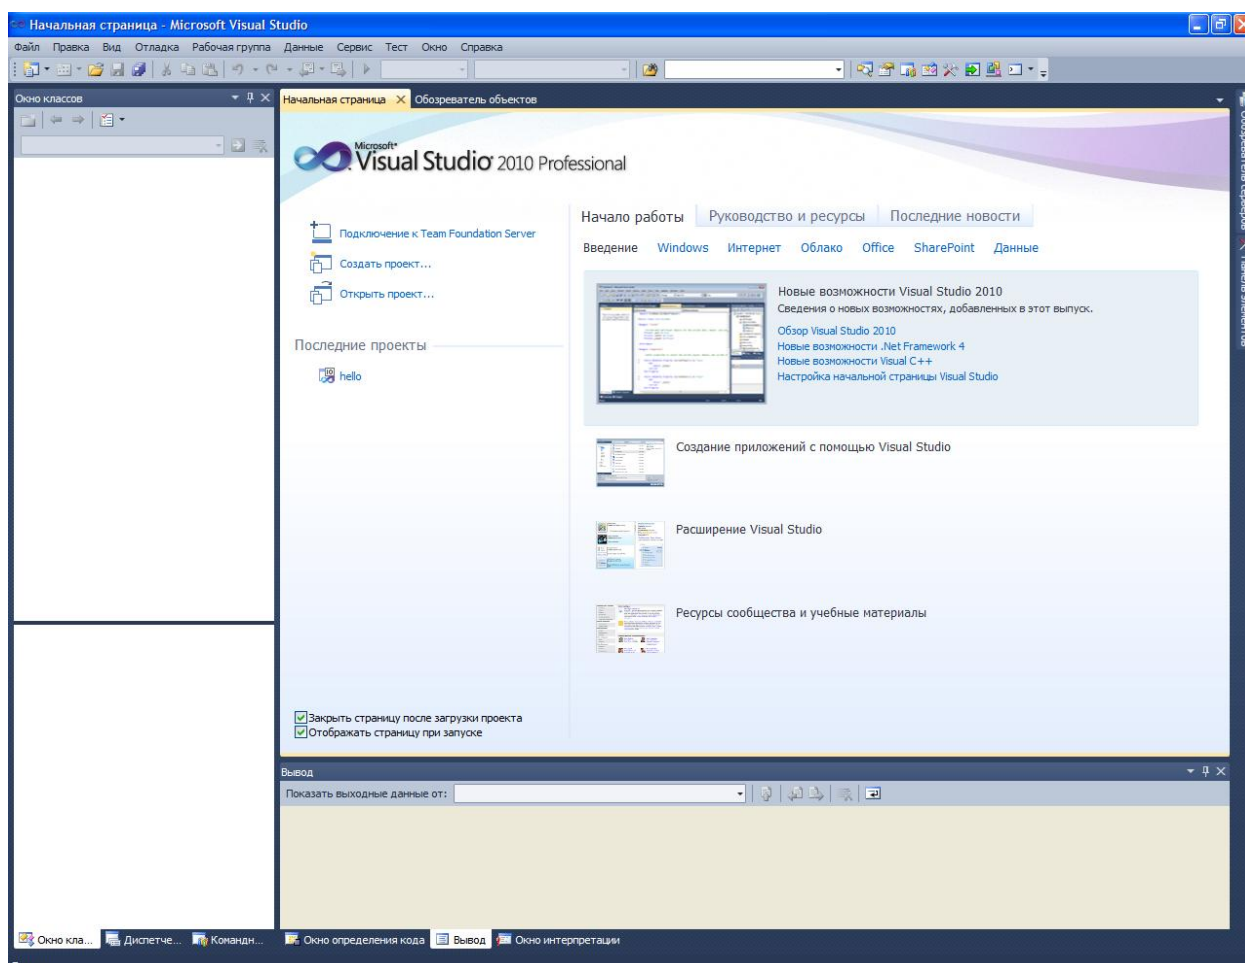 Начальная страница - Microsoft Visual Studio
Файл Правка Вид Отладка Рабочая группа Данные Сервис Тест Окно Справка
Окно классов
Начальная страница Обозреватель объектов
Microsoft
Visual Studio 2010 Professional
Подключение к Team Foundation Server
Создать проект...
Открыть проект...
Последние проекты
hello
Начало работы Руководство и ресурсы Последние новости
Введение Windows Интернет Облако Office SharePoint Данные
Новые возможности Visual Studio 2010
Сведения о новых возможностях, добавленных в этот выпуск.
Обзор Visual Studio 2010
Новые возможности .Net Framework 4
Новые возможности Visual C++
Настройка начальной страницы Visual Studio
Создание приложений с помощью Visual Studio
Расширение Visual Studio
Ресурсы сообщества и учебные материалы
Закрыть страницу после загрузки проекта
Отображать страницу при запуске
Обозреватель серверов
Панель элементов
Вывод
Показать выходные данные от:
Окно кла... Диспетче... Командн...
Окно определения кода Вывод Окно интерпретации